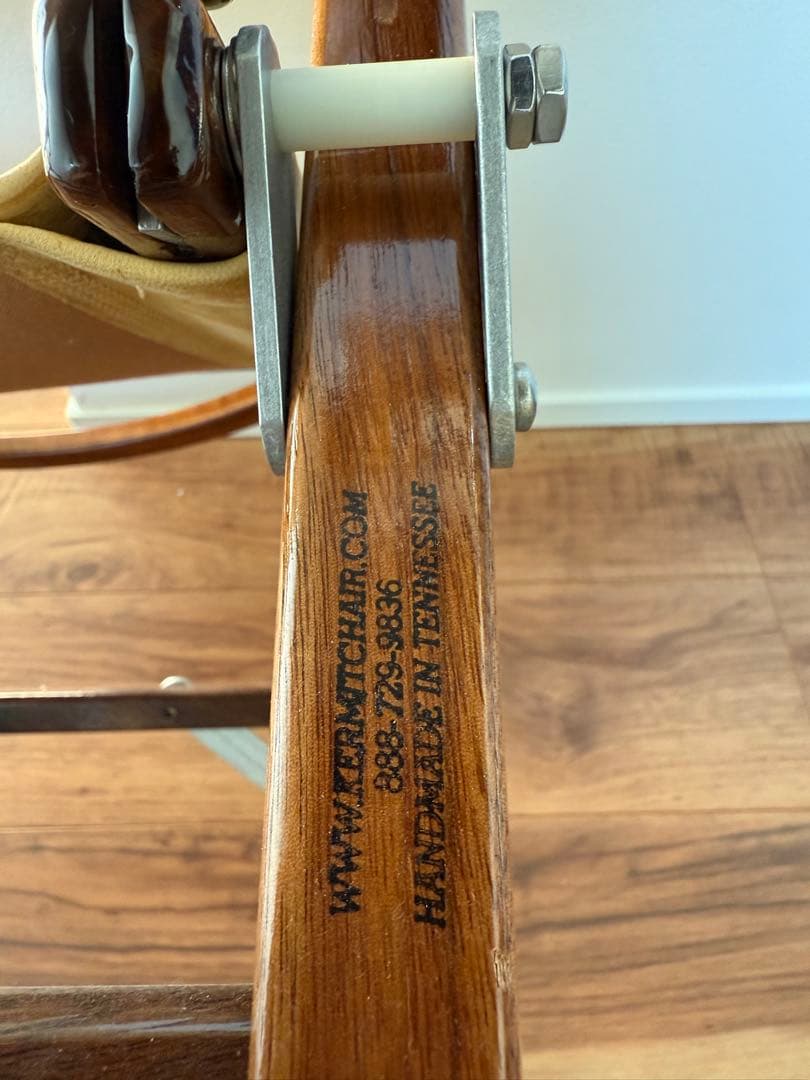 WWW.KERMITCHAIR.COM
888-729-9836
HANDMADE IN TENNESSEE